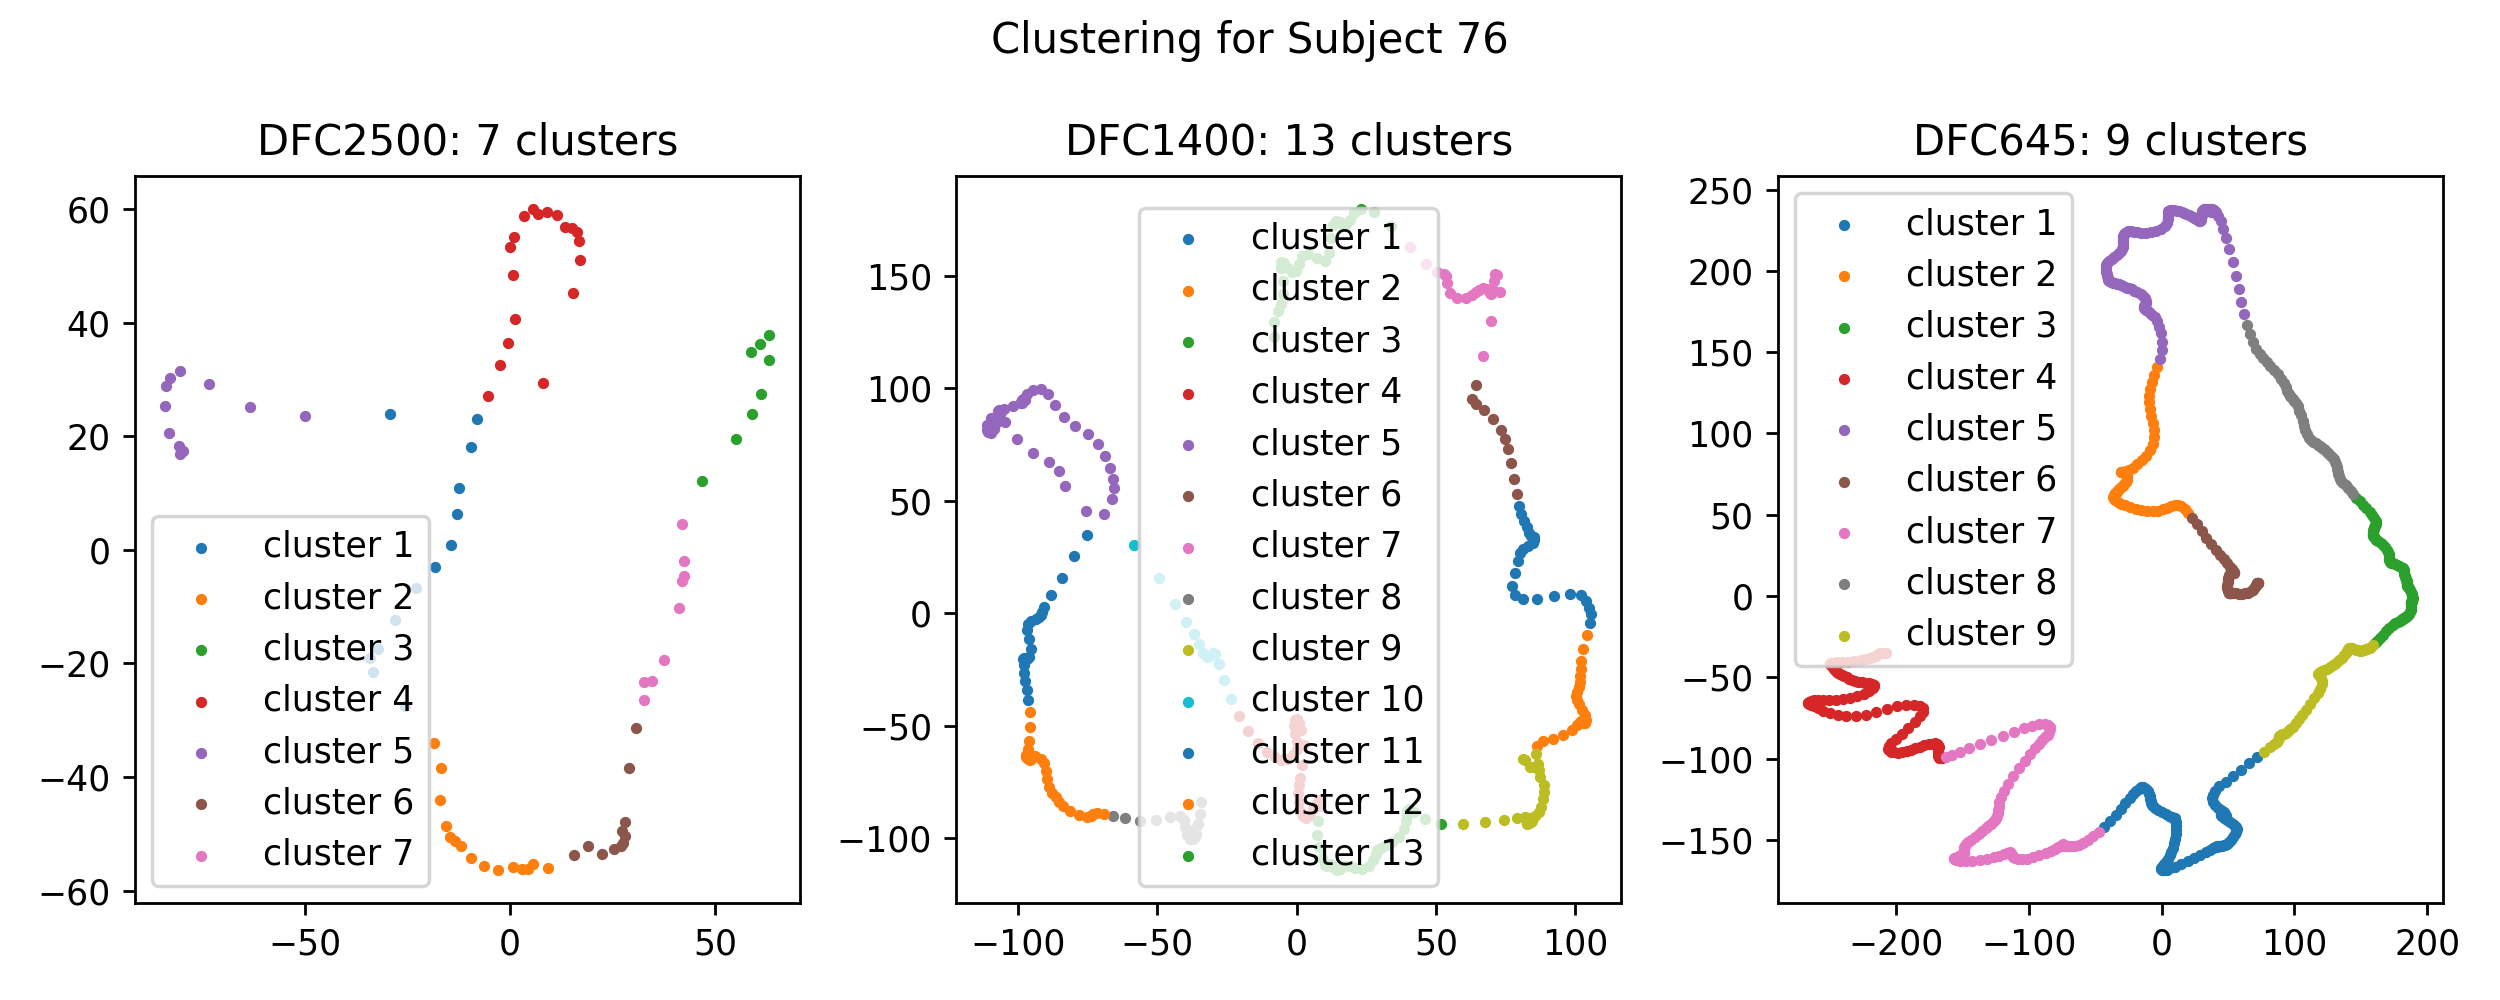 Clustering for Subject 76
DFC2500: 7 clusters
60
40
20
0
−20
−40
−60
−50
0
50
cluster 1
cluster 2
cluster 3
cluster 4
cluster 5
cluster 6
cluster 7
DFC1400: 13 clusters
150
100
50
0
−50
−100
−100
−50
0
50
100
cluster 1
cluster 2
cluster 3
cluster 4
cluster 5
cluster 6
cluster 7
cluster 8
cluster 9
cluster 10
cluster 11
cluster 12
cluster 13
DFC645: 9 clusters
250
200
150
100
50
0
−50
−100
−150
−200
−100
0
100
200
cluster 1
cluster 2
cluster 3
cluster 4
cluster 5
cluster 6
cluster 7
cluster 8
cluster 9